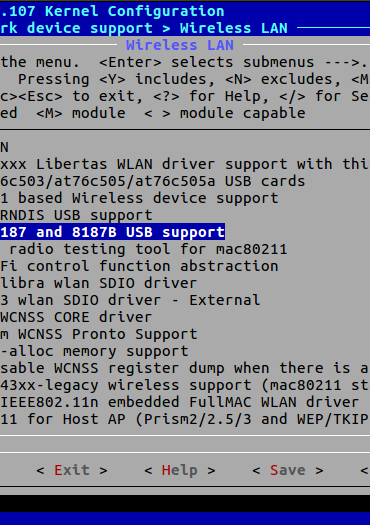 .107 Kernel Configuration
rk device support > Wireless LAN
Wireless LAN
the menu.  <Enter> selects submenus --->.
Pressing <Y> includes, <N> excludes, <M
c><Esc> to exit, <?> for Help, </> for Se
ed  <M> module  < > module capable
N
xxx Libertas WLAN driver support with thi
6c503/at76c505/at76c505a USB cards
1 based Wireless device support
RNDIS USB support
187 and 8187B USB support
radio testing tool for mac80211
Fi control function abstraction
libra wlan SDIO driver
3 wlan SDIO driver - External
WCNSS CORE driver
m WCNSS Pronto Support
-alloc memory support
sable WCNSS register dump when there is a
43xx-legacy wireless support (mac80211 st
IEEE802.11n embedded FullMAC WLAN driver
11 for Host AP (Prism2/2.5/3 and WEP/TKIP
< Exit >    < Help >    < Save >    <